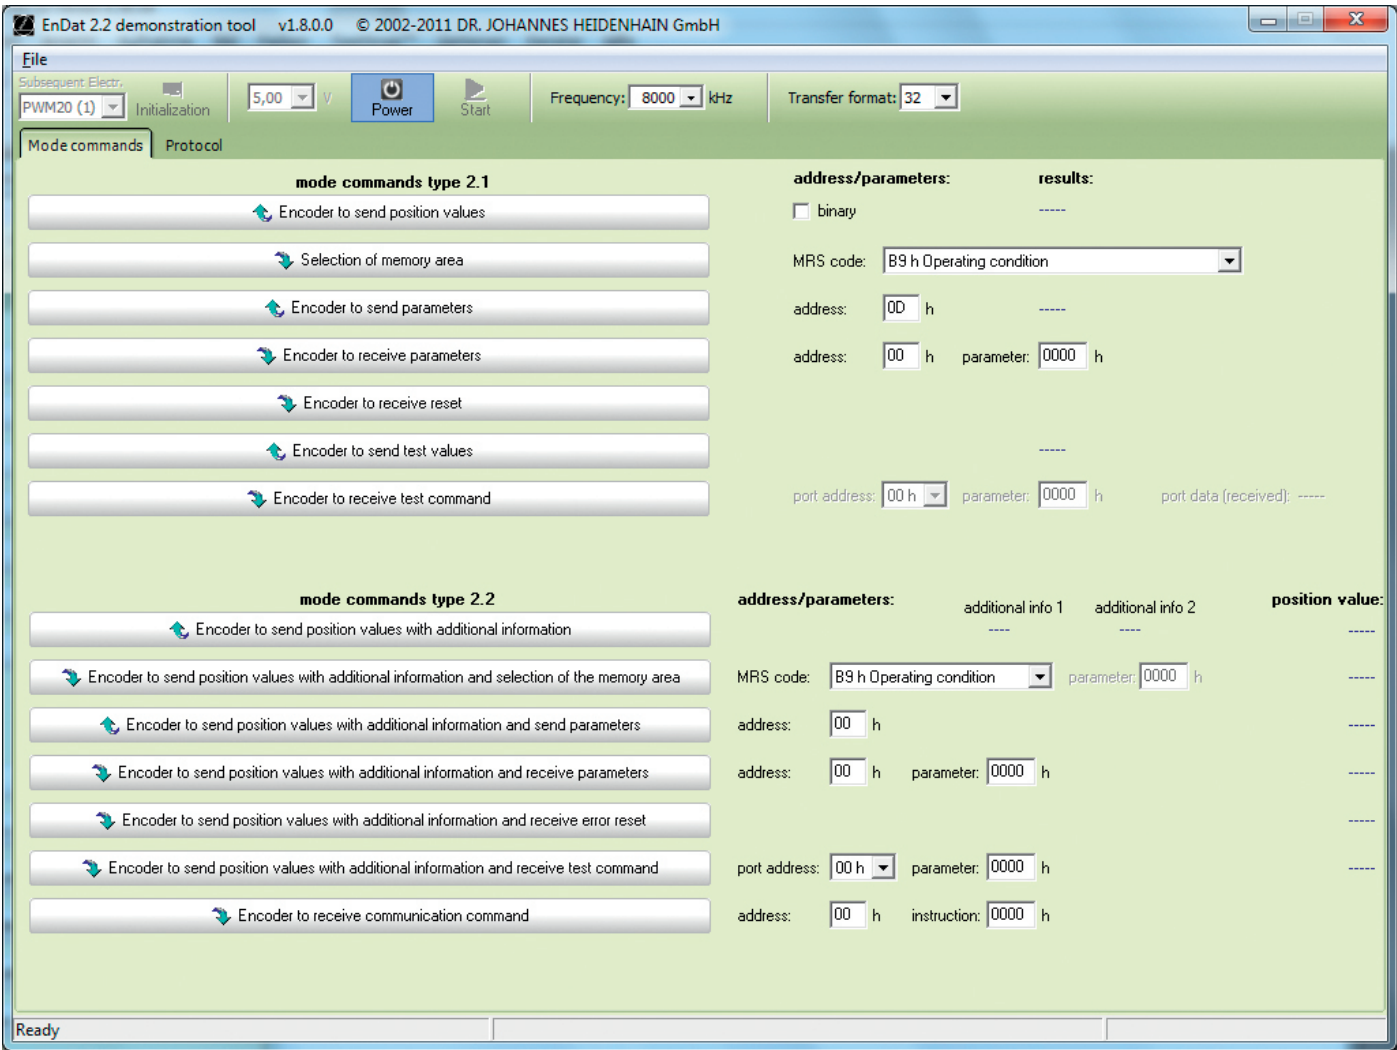 EnDat 2.2 demonstration tool v1.8.0.0 © 2002-2011 DR. JOHANNES HEIDENHAIN GmbH
File
Subsequent Electr.
PWM20 (1) Initialization 5,00 V Power Start Frequency: 8000 kHz Transfer format: 32
Mode commands Protocol
mode commands type 2.1 address/parameters: results:
Encoder to send position values binary -----
Selection of memory area MRS code: B9 h Operating condition
Encoder to send parameters address: 0D h -----
Encoder to receive parameters address: 00 h parameter: 0000 h
Encoder to receive reset
Encoder to send test values -----
Encoder to receive test command port address: 00 h parameter: 0000 h port data (received): -----
mode commands type 2.2 address/parameters: additional info 1 additional info 2 position value:
Encoder to send position values with additional information ---- ---- -----
Encoder to send position values with additional information and selection of the memory area MRS code: B9 h Operating condition parameter: 0000 h -----
Encoder to send position values with additional information and send parameters address: 00 h -----
Encoder to send position values with additional information and receive parameters address: 00 h parameter: 0000 h -----
Encoder to send position values with additional information and receive error reset -----
Encoder to send position values with additional information and receive test command port address: 00 h parameter: 0000 h -----
Encoder to receive communication command address: 00 h instruction: 0000 h
Ready